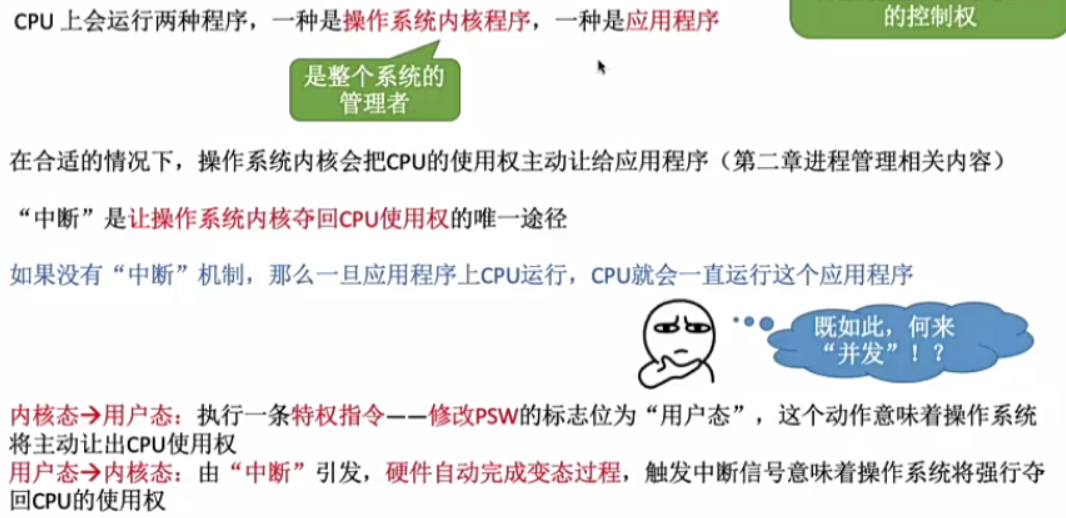 CPU 上会运行两种程序，一种是操作系统内核程序，一种是应用程序
的控制权
是整个系统的
管理者
在合适的情况下，操作系统内核会把CPU的使用权主动让给应用程序（第二章进程管理相关内容）
“中断”是让操作系统内核夺回CPU使用权的唯一途径
如果没有“中断”机制，那么一旦应用程序上CPU运行，CPU就会一直运行这个应用程序
既如此，何来
“并发”！？
内核态→用户态：执行一条特权指令——修改PSW的标志位为“用户态”，这个动作意味着操作系统
将主动让出CPU使用权
用户态→内核态：由“中断”引发，硬件自动完成变态过程，触发中断信号意味着操作系统将强行夺
回CPU的使用权